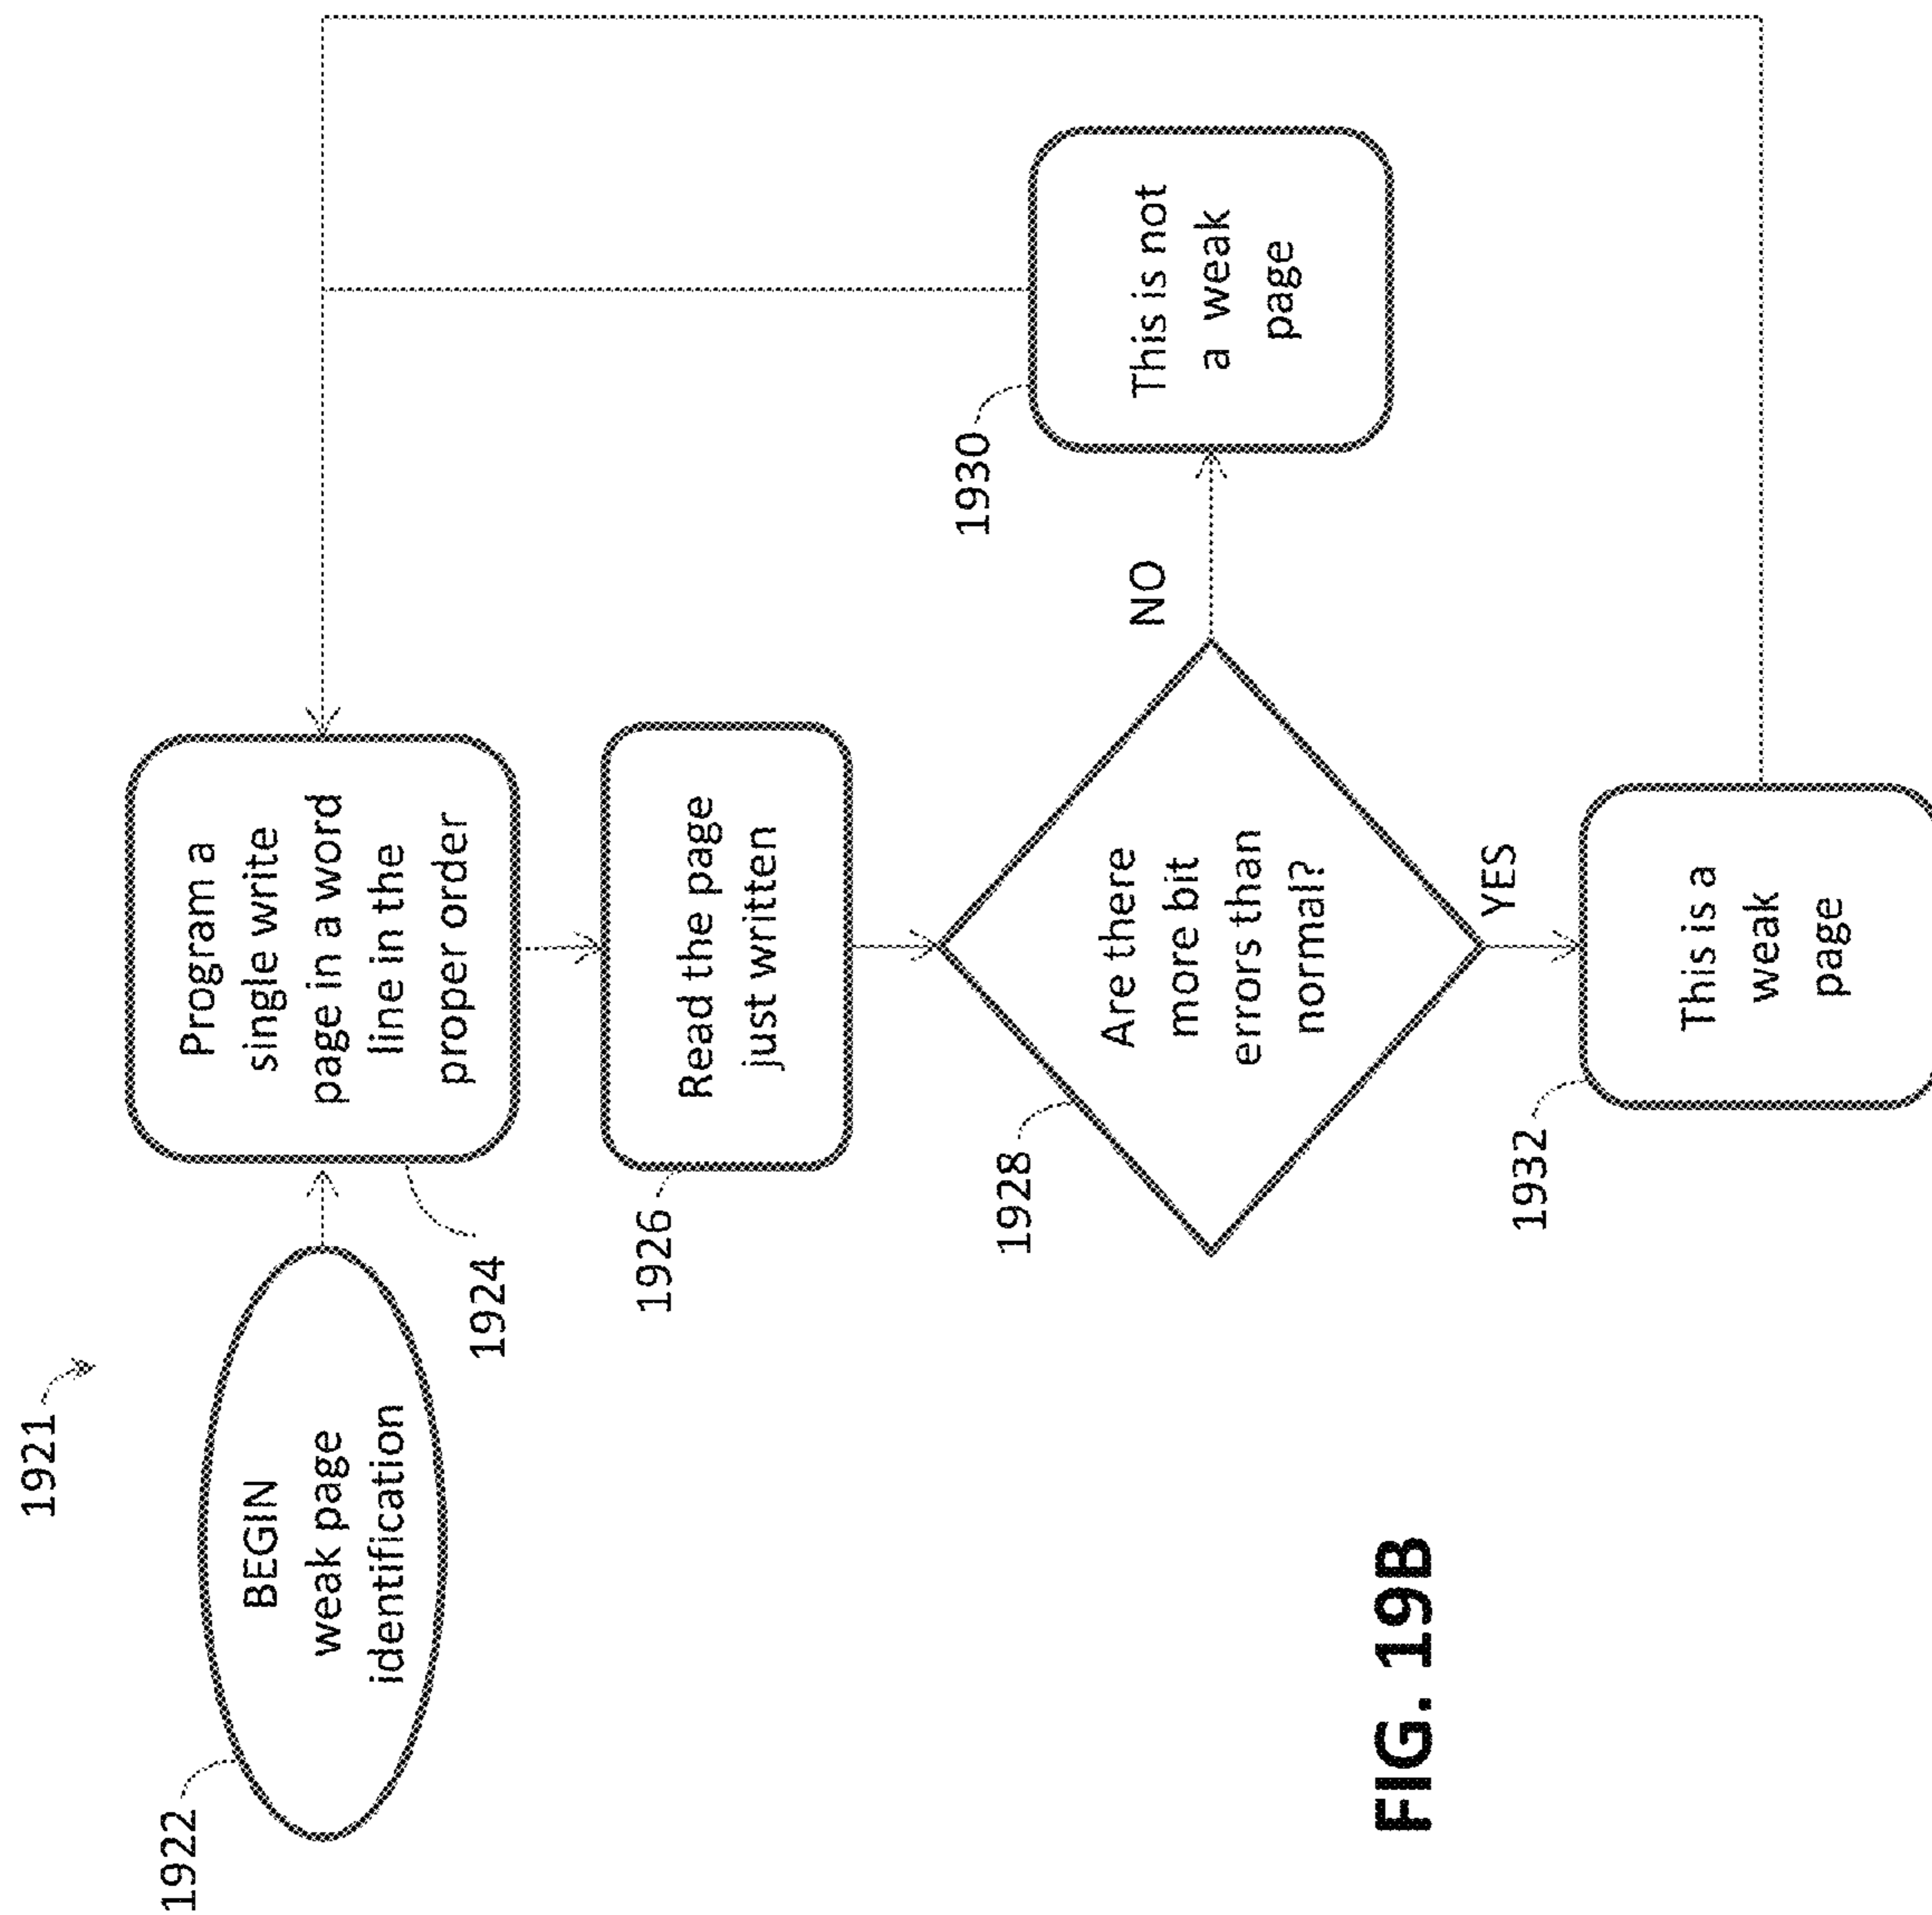 1921
1922
BEGIN
weak page
identification
1924
Program a
single write
page in a word
line in the
proper order
1926
Read the page
just written
1928
Are there
more bit
errors than
normal?
NO
1930
This is not
a weak
page
YES
1932
This is a
weak
page
FIG. 19B